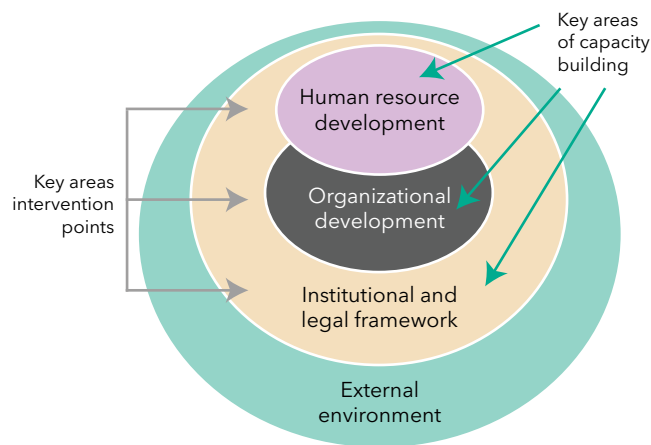 Key areas
of capacity
building
Human resource
development
Key areas
intervention
points
Organizational
development
Institutional and
legal framework
External
environment